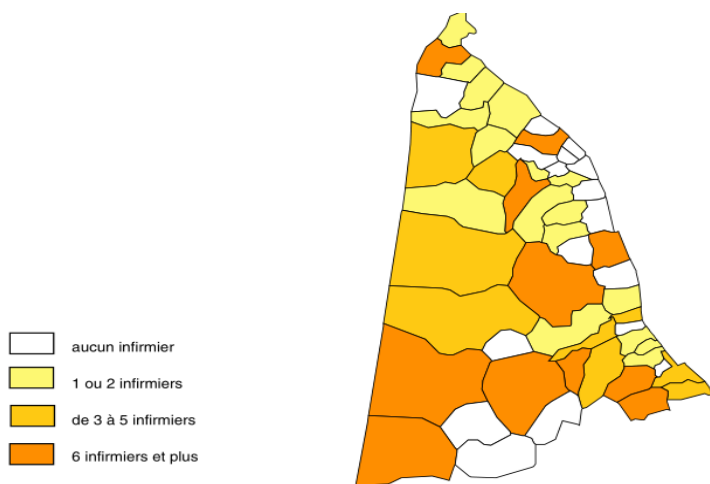 aucun infirmier
1 ou 2 infirmiers
de 3 à 5 infirmiers
6 infirmiers et plus